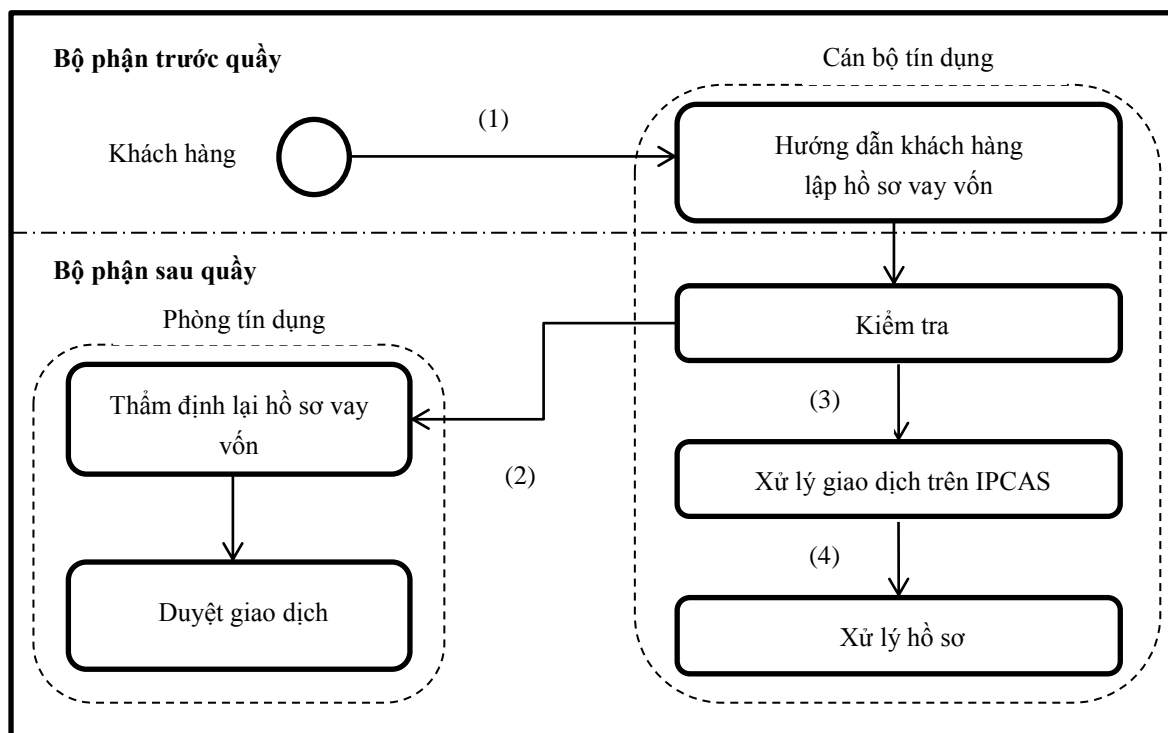 Bộ phận trước quầy
Cán bộ tín dụng
(1)
Khách hàng
Hướng dẫn khách hàng
lập hồ sơ vay vốn
Bộ phận sau quầy
Phòng tín dụng
Kiểm tra
Thẩm định lại hồ sơ vay
vốn
(3)
(2)
Xử lý giao dịch trên IPCAS
(4)
Duyệt giao dịch
Xử lý hồ sơ